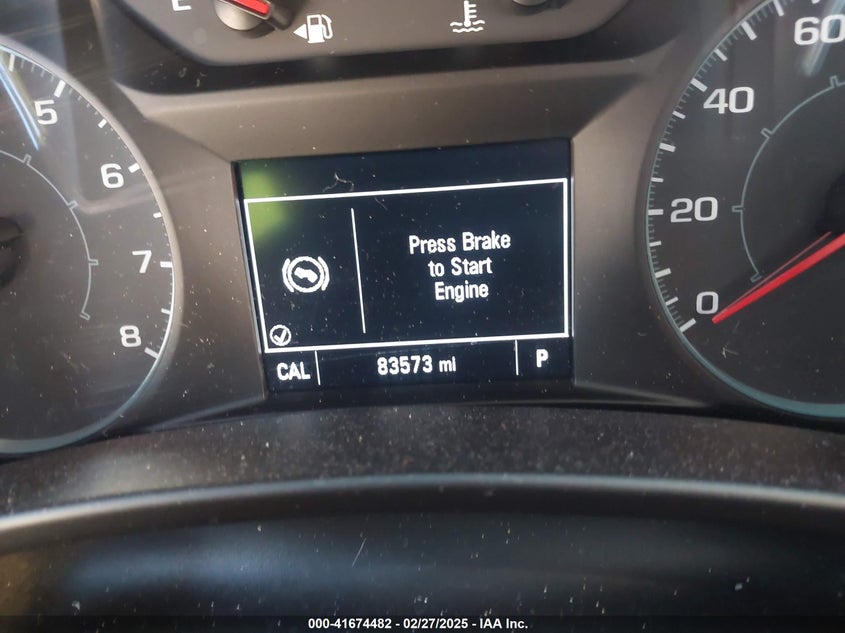 E
5
6
7
8
60
40
20
0
Press Brake
to Start
Engine
CAL 83573 mi P
000-41674482 - 02/27/2025 - IAA Inc.